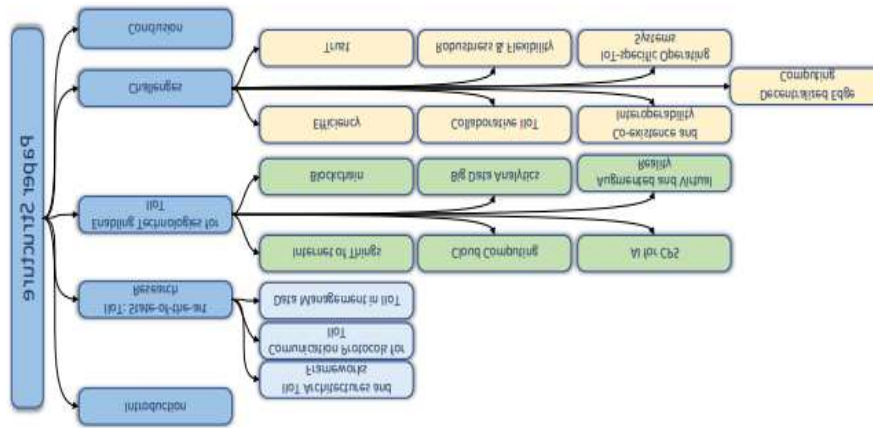 Paper Structure
Introduction
IIoT: State-of-the-art
Research
IIoT Architectures and
Frameworks
Comunication Protocols for
IIoT
Data Management in IIoT
Enabling Technologies for
IIoT
Internet of Things
Cloud Computing
AI for CPS
Blockchain
Big Data Analytics
Augmented and Virtual
Reality
Challenges
Efficiency
Collaborative IIoT
Co-existence and
Interoperability
Decentralized Edge
Computing
Trust
Robustness & Flexibility
IoT-specific Operating
Systems
Conclusion